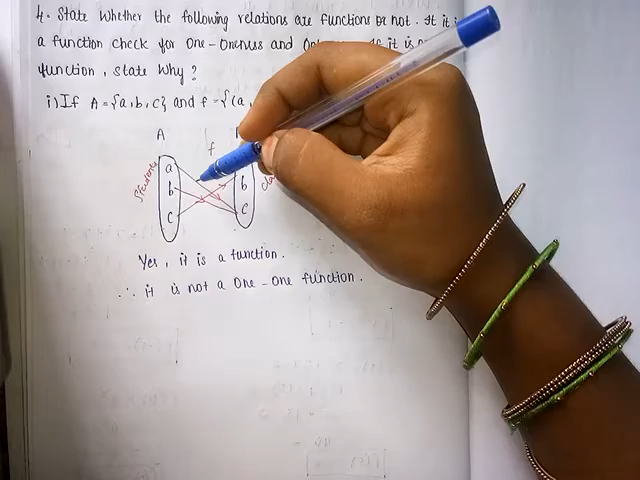 4. State whether the following relations are functions or not. If it i
a function check for One-Oneness and On
function, state why?
i) If A = {a, b, c} and f = {(a,
A
f
Students
a
b
b
c
c
Yes, it is a function.
∴ it is not a One-One function.